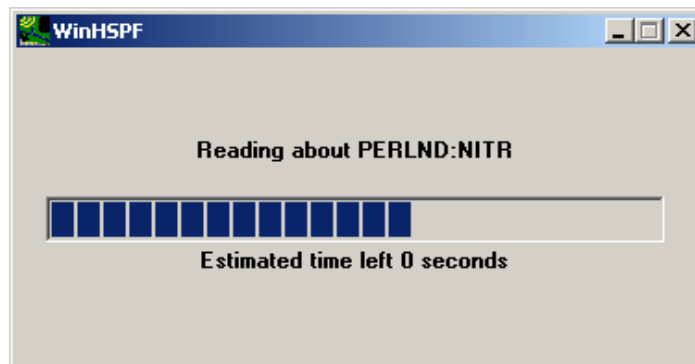 WinHSPF
Reading about PERLND:NITR
Estimated time left 0 seconds